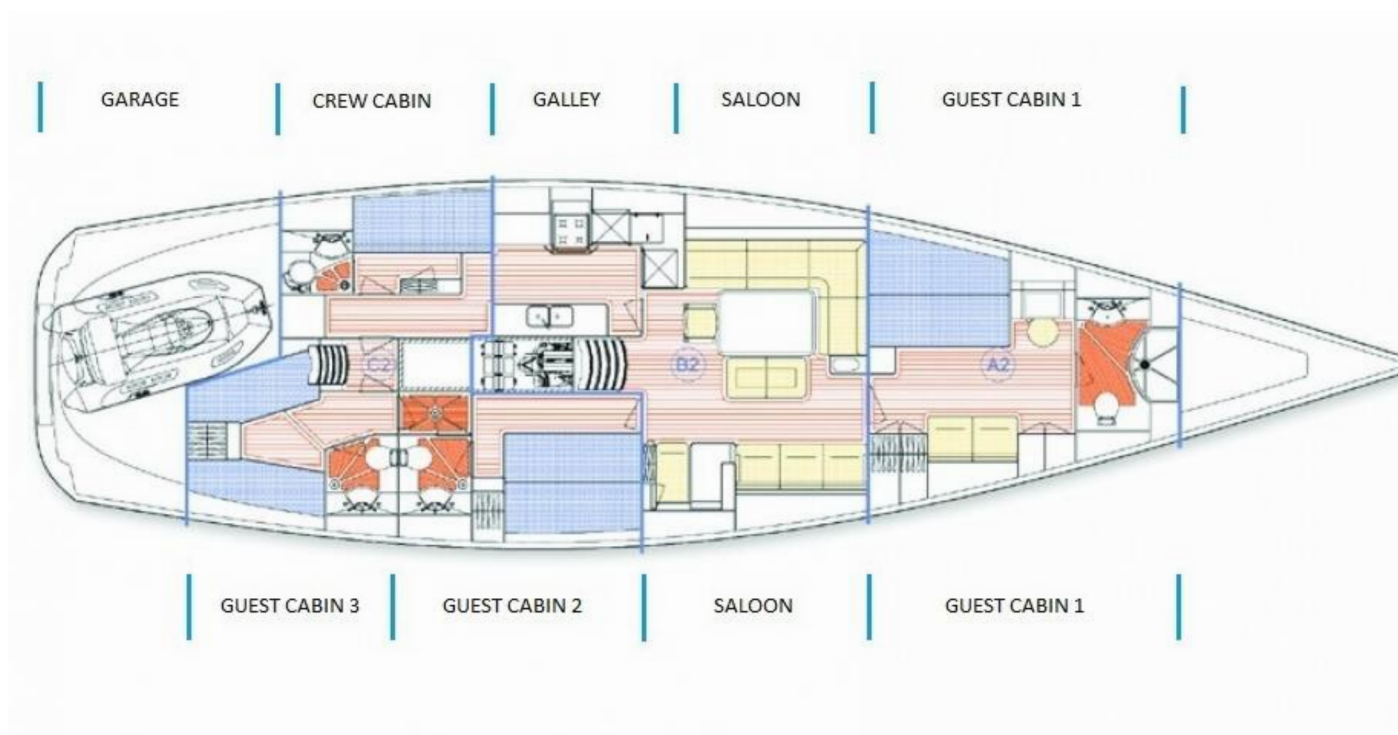 GARAGE CREW CABIN GALLEY SALOON GUEST CABIN 1
C2 B2 A2
GUEST CABIN 3 GUEST CABIN 2 SALOON GUEST CABIN 1